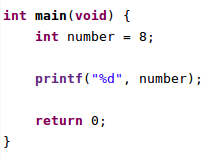 int main(void) {
    int number = 8;

    printf("%d", number);

    return 0;
}